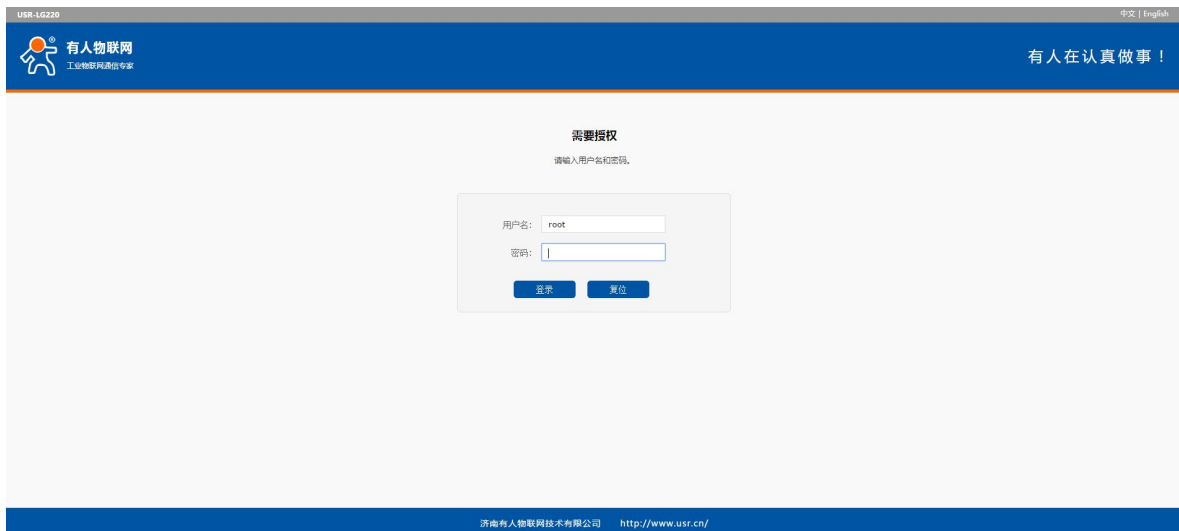 USR-LG220 中文 | English
有人物联网
工业物联网通信专家
有人在认真做事！
需要授权
请输入用户名和密码。
用户名： root
密码：
登录 复位
济南有人物联网技术有限公司 http://www.usr.cn/